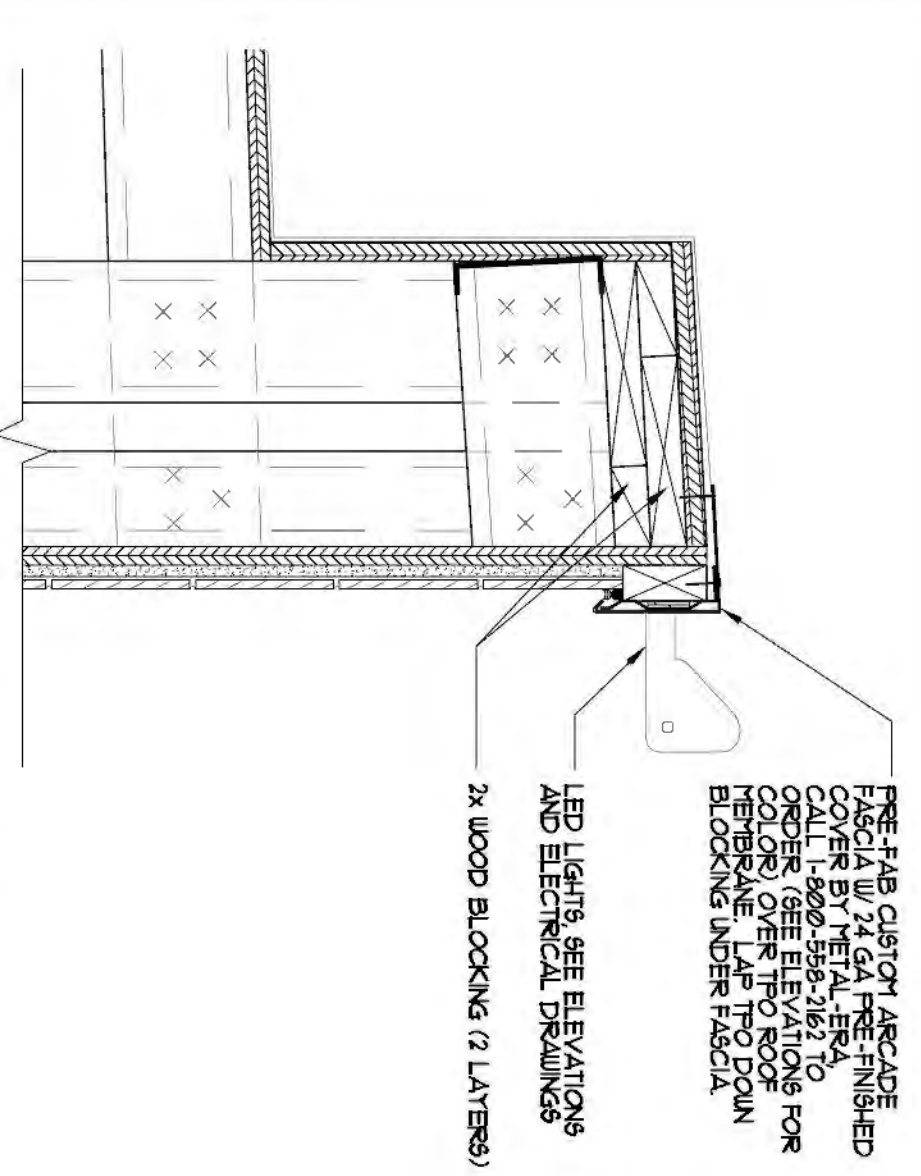 PRE-FAB CUSTOM ARCADE
FASCIA W/ 24 GA PRE-FINISHED
COVER BY METAL-ERA,
CALL 1-800-558-2162 TO
ORDER, (SEE ELEVATIONS FOR
COLOR) OVER TPO ROOF
MEMBRANE. LAP TPO DOWN
BLOCKING UNDER FASCIA.
LED LIGHTS, SEE ELEVATIONS
AND ELECTRICAL DRAWINGS
2x WOOD BLOCKING (2 LAYERS)